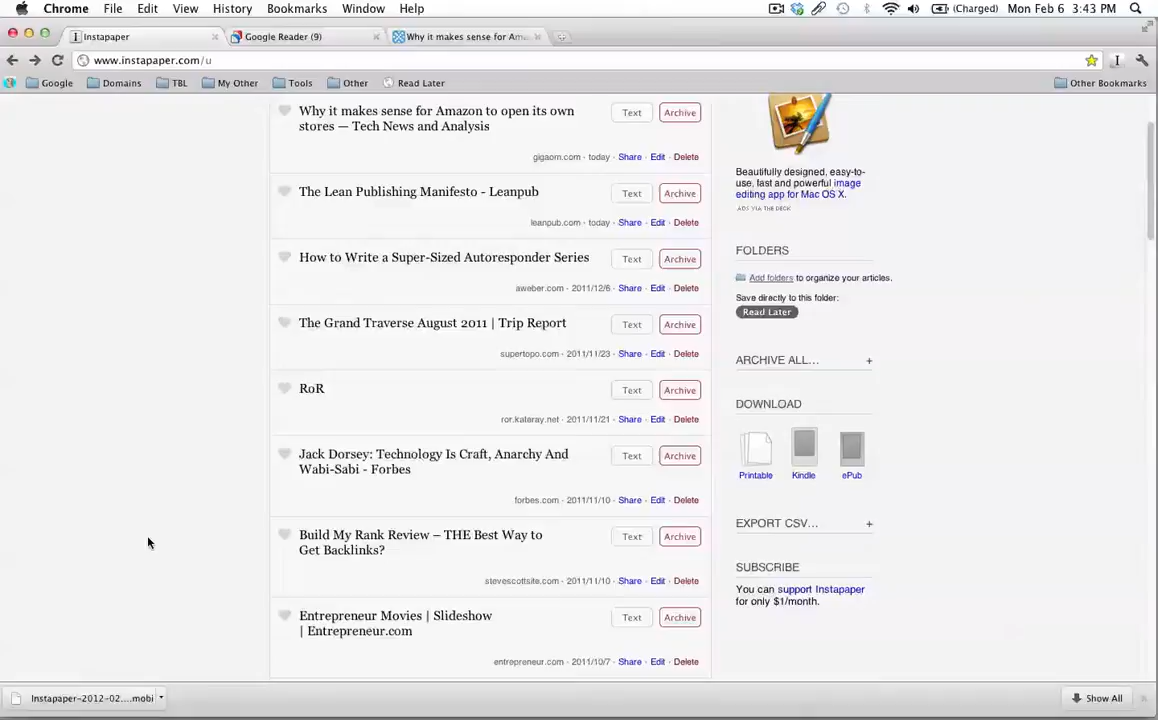 Chrome File Edit View History Bookmarks Window Help (Charged) Mon Feb 6 3:43 PM
Instapaper Google Reader (9) Why it makes sense for Ama
www.instapaper.com/u
Google Domains TBL My Other Tools Other Read Later Other Bookmarks
Why it makes sense for Amazon to open its own
stores — Tech News and Analysis
Text Archive
gigaom.com · today · Share · Edit · Delete
The Lean Publishing Manifesto - Leanpub
Text Archive
leanpub.com · today · Share · Edit · Delete
How to Write a Super-Sized Autoresponder Series
Text Archive
aweber.com · 2011/12/6 · Share · Edit · Delete
The Grand Traverse August 2011 | Trip Report
Text Archive
supertopo.com · 2011/11/23 · Share · Edit · Delete
RoR
Text Archive
ror.kataray.net · 2011/11/21 · Share · Edit · Delete
Jack Dorsey: Technology Is Craft, Anarchy And
Wabi-Sabi - Forbes
Text Archive
forbes.com · 2011/11/10 · Share · Edit · Delete
Build My Rank Review – THE Best Way to
Get Backlinks?
Text Archive
stevescottsite.com · 2011/11/10 · Share · Edit · Delete
Entrepreneur Movies | Slideshow
| Entrepreneur.com
Text Archive
entrepreneur.com · 2011/10/7 · Share · Edit · Delete
Beautifully designed, easy-to-
use, fast and powerful image
editing app for Mac OS X.
ADS VIA THE DECK
FOLDERS
Add folders to organize your articles.
Save directly to this folder:
Read Later
ARCHIVE ALL... +
DOWNLOAD
Printable Kindle ePub
EXPORT CSV... +
SUBSCRIBE
You can support Instapaper
for only $1/month.
Instapaper-2012-02....mobi Show All